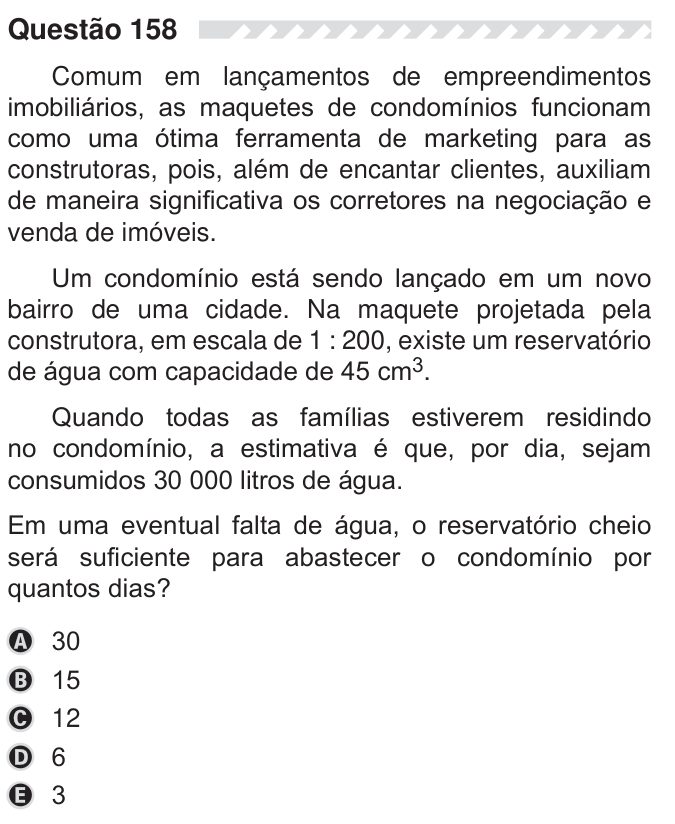 Questão 158
Comum em lançamentos de empreendimentos
imobiliários, as maquetes de condomínios funcionam
como uma ótima ferramenta de marketing para as
construtoras, pois, além de encantar clientes, auxiliam
de maneira significativa os corretores na negociação e
venda de imóveis.
Um condomínio está sendo lançado em um novo
bairro de uma cidade. Na maquete projetada pela
construtora, em escala de 1 : 200, existe um reservatório
de água com capacidade de 45 cm³.
Quando todas as famílias estiverem residindo
no condomínio, a estimativa é que, por dia, sejam
consumidos 30 000 litros de água.
Em uma eventual falta de água, o reservatório cheio
será suficiente para abastecer o condomínio por
quantos dias?
A 30
B 15
C 12
D 6
E 3